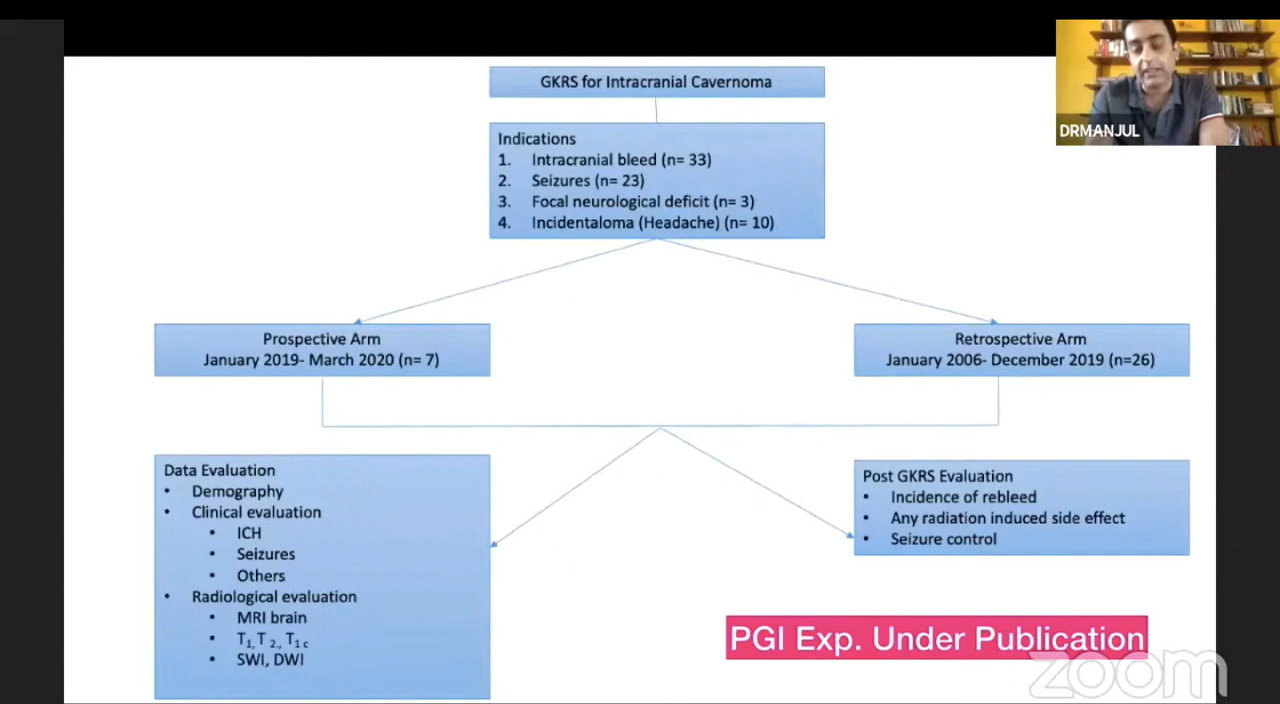 GKRS for Intracranial Cavernoma
DRMANJUL
Indications
1. Intracranial bleed (n= 33)
2. Seizures (n= 23)
3. Focal neurological deficit (n= 3)
4. Incidentaloma (Headache) (n= 10)
Prospective Arm
January 2019- March 2020 (n= 7)
Retrospective Arm
January 2006- December 2019 (n=26)
Data Evaluation
• Demography
• Clinical evaluation
• ICH
• Seizures
• Others
• Radiological evaluation
• MRI brain
• T1, T2,, T1 c
• SWI, DWI
Post GKRS Evaluation
• Incidence of rebleed
• Any radiation induced side effect
• Seizure control
PGI Exp. Under Publication
zoom